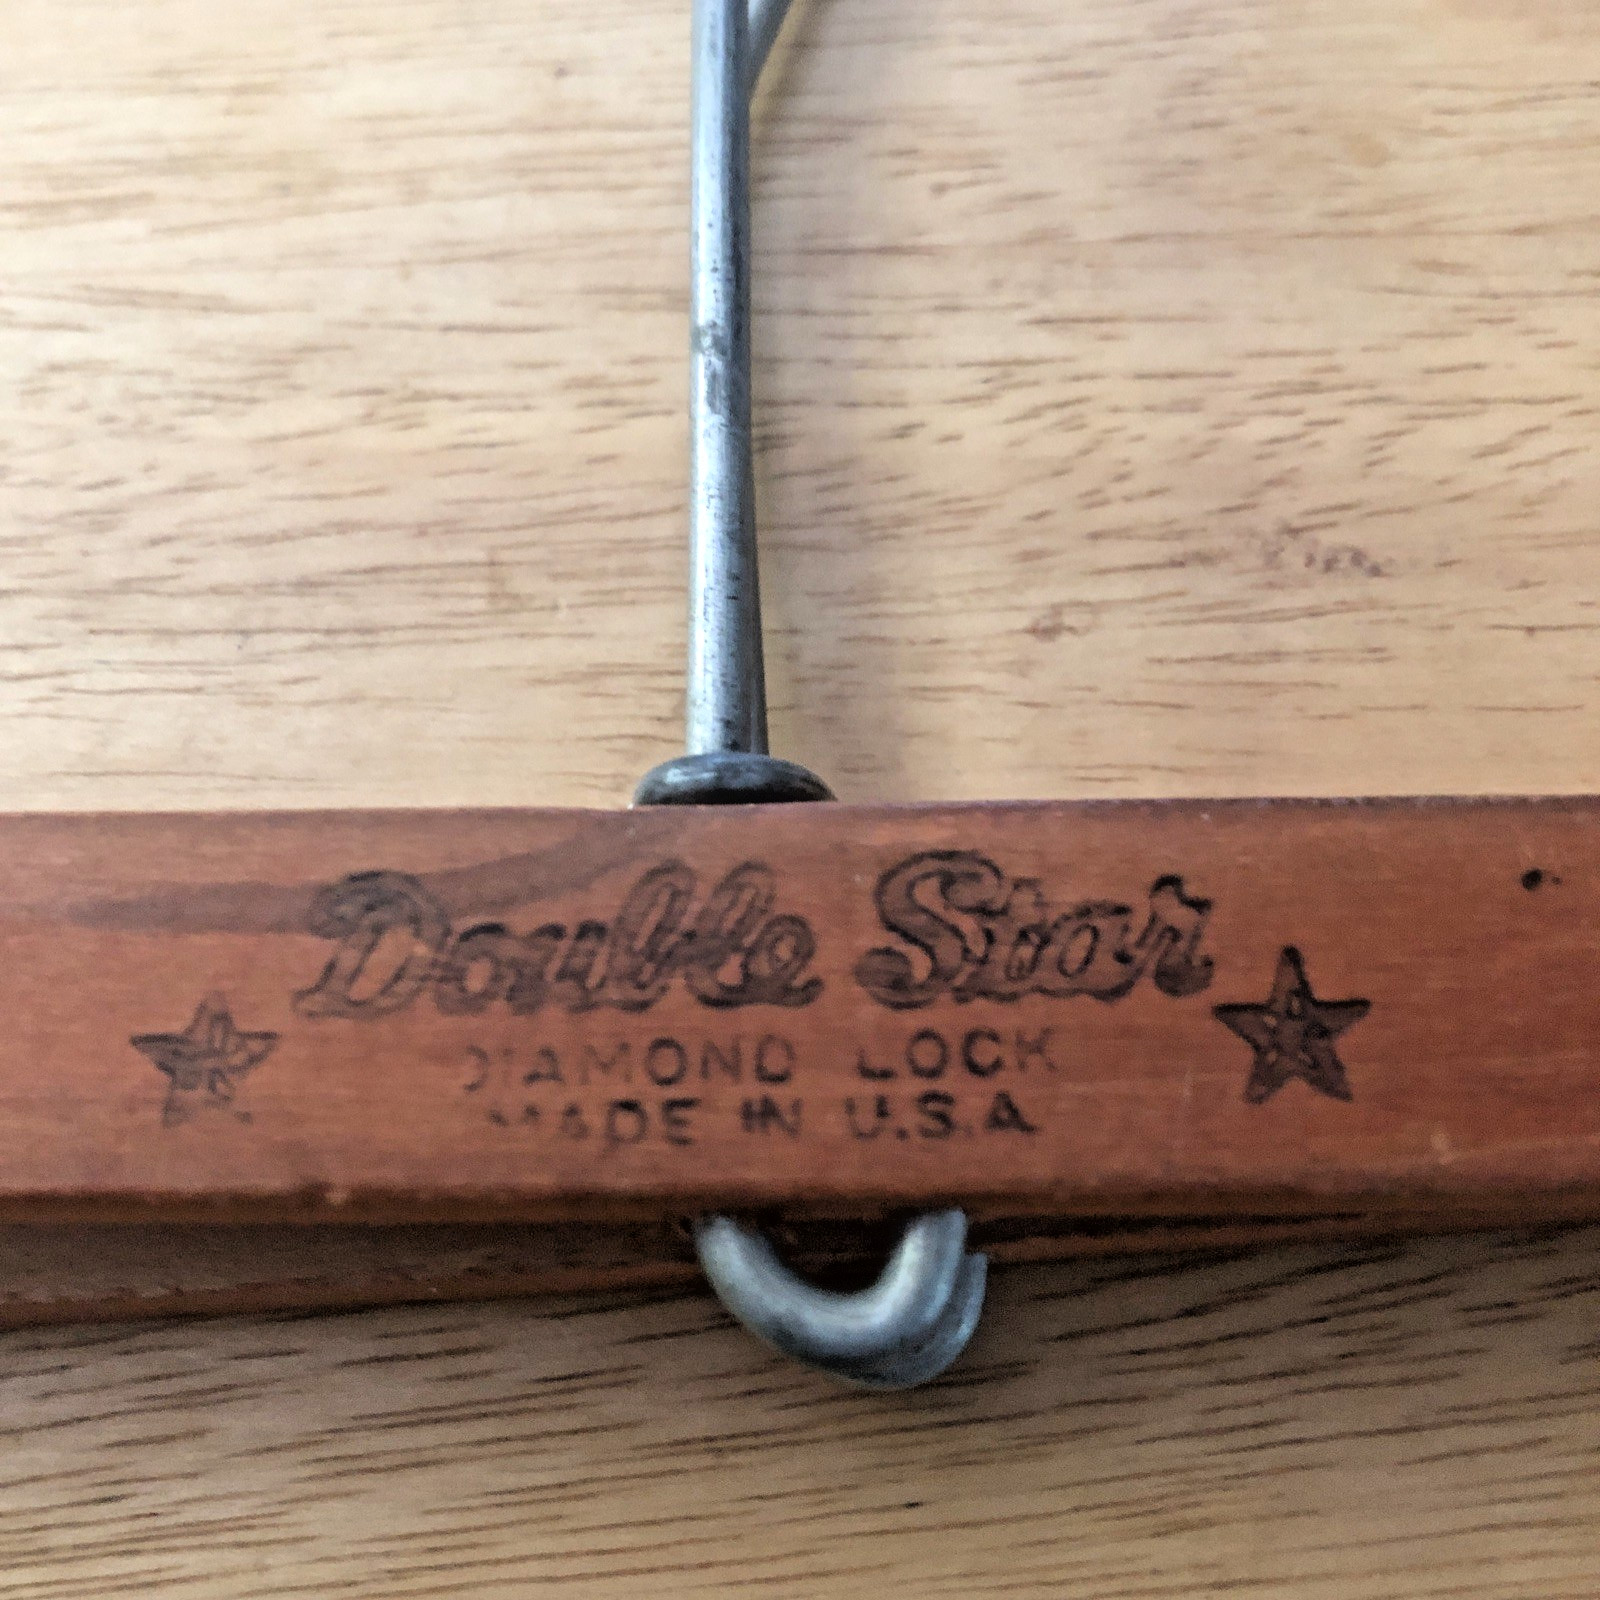 Double Star
DIAMOND LOCK
MADE IN U.S.A.